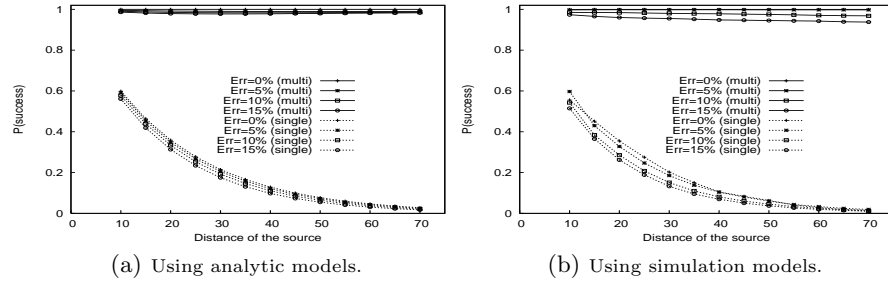 1
0.8
0.6
0.4
0.2
0
P(success)
Err=0% (multi)
Err=5% (multi)
Err=10% (multi)
Err=15% (multi)
Err=0% (single)
Err=5% (single)
Err=10% (single)
Err=15% (single)
0 10 20 30 40 50 60 70
Distance of the source
(a) Using analytic models.
1
0.8
0.6
0.4
0.2
0
P(success)
Err=0% (multi)
Err=5% (multi)
Err=10% (multi)
Err=15% (multi)
Err=0% (single)
Err=5% (single)
Err=10% (single)
Err=15% (single)
0 10 20 30 40 50 60 70
Distance of the source
(b) Using simulation models.